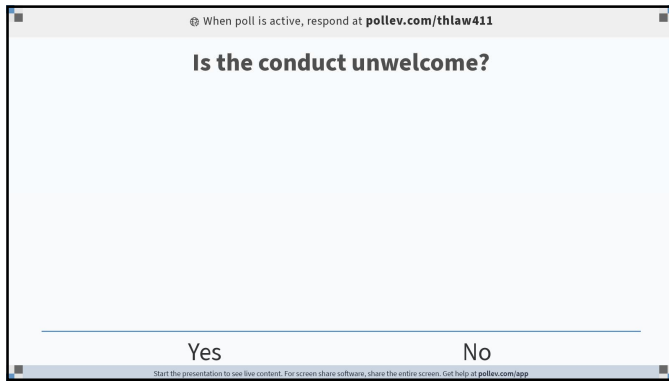 When poll is active, respond at pollev.com/thlaw411
Is the conduct unwelcome?
Yes No
Start the presentation to see live content. For screen share software, share the entire screen. Get help at pollev.com/app